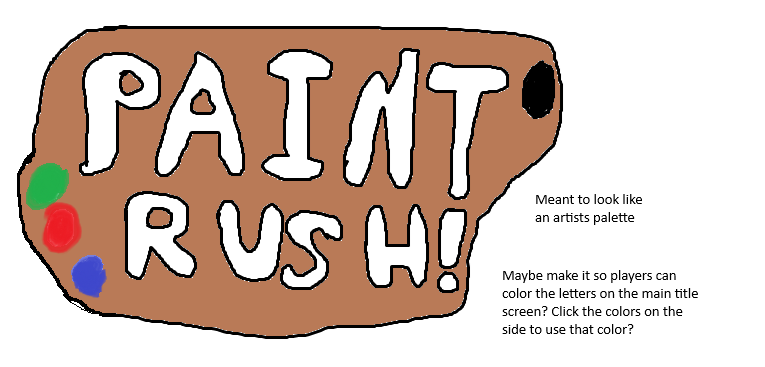 PAINT
RUSH!
Meant to look like
an artists palette
Maybe make it so players can
color the letters on the main title
screen? Click the colors on the
side to use that color?